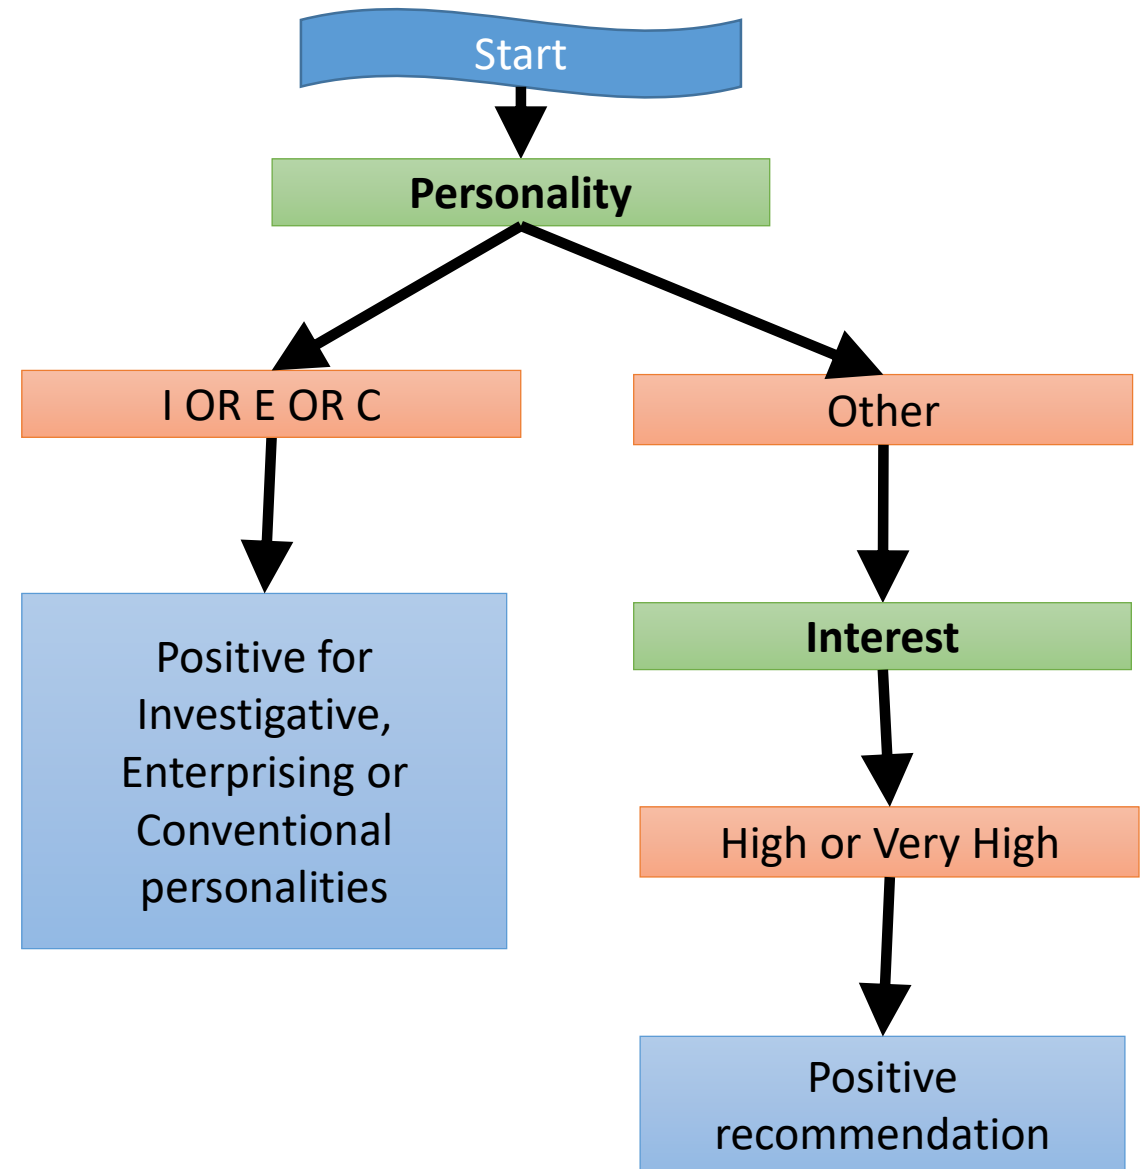 Start
Personality
I OR E OR C
Other
Positive for
Investigative,
Enterprising or
Conventional
personalities
Interest
High or Very High
Positive
recommendation